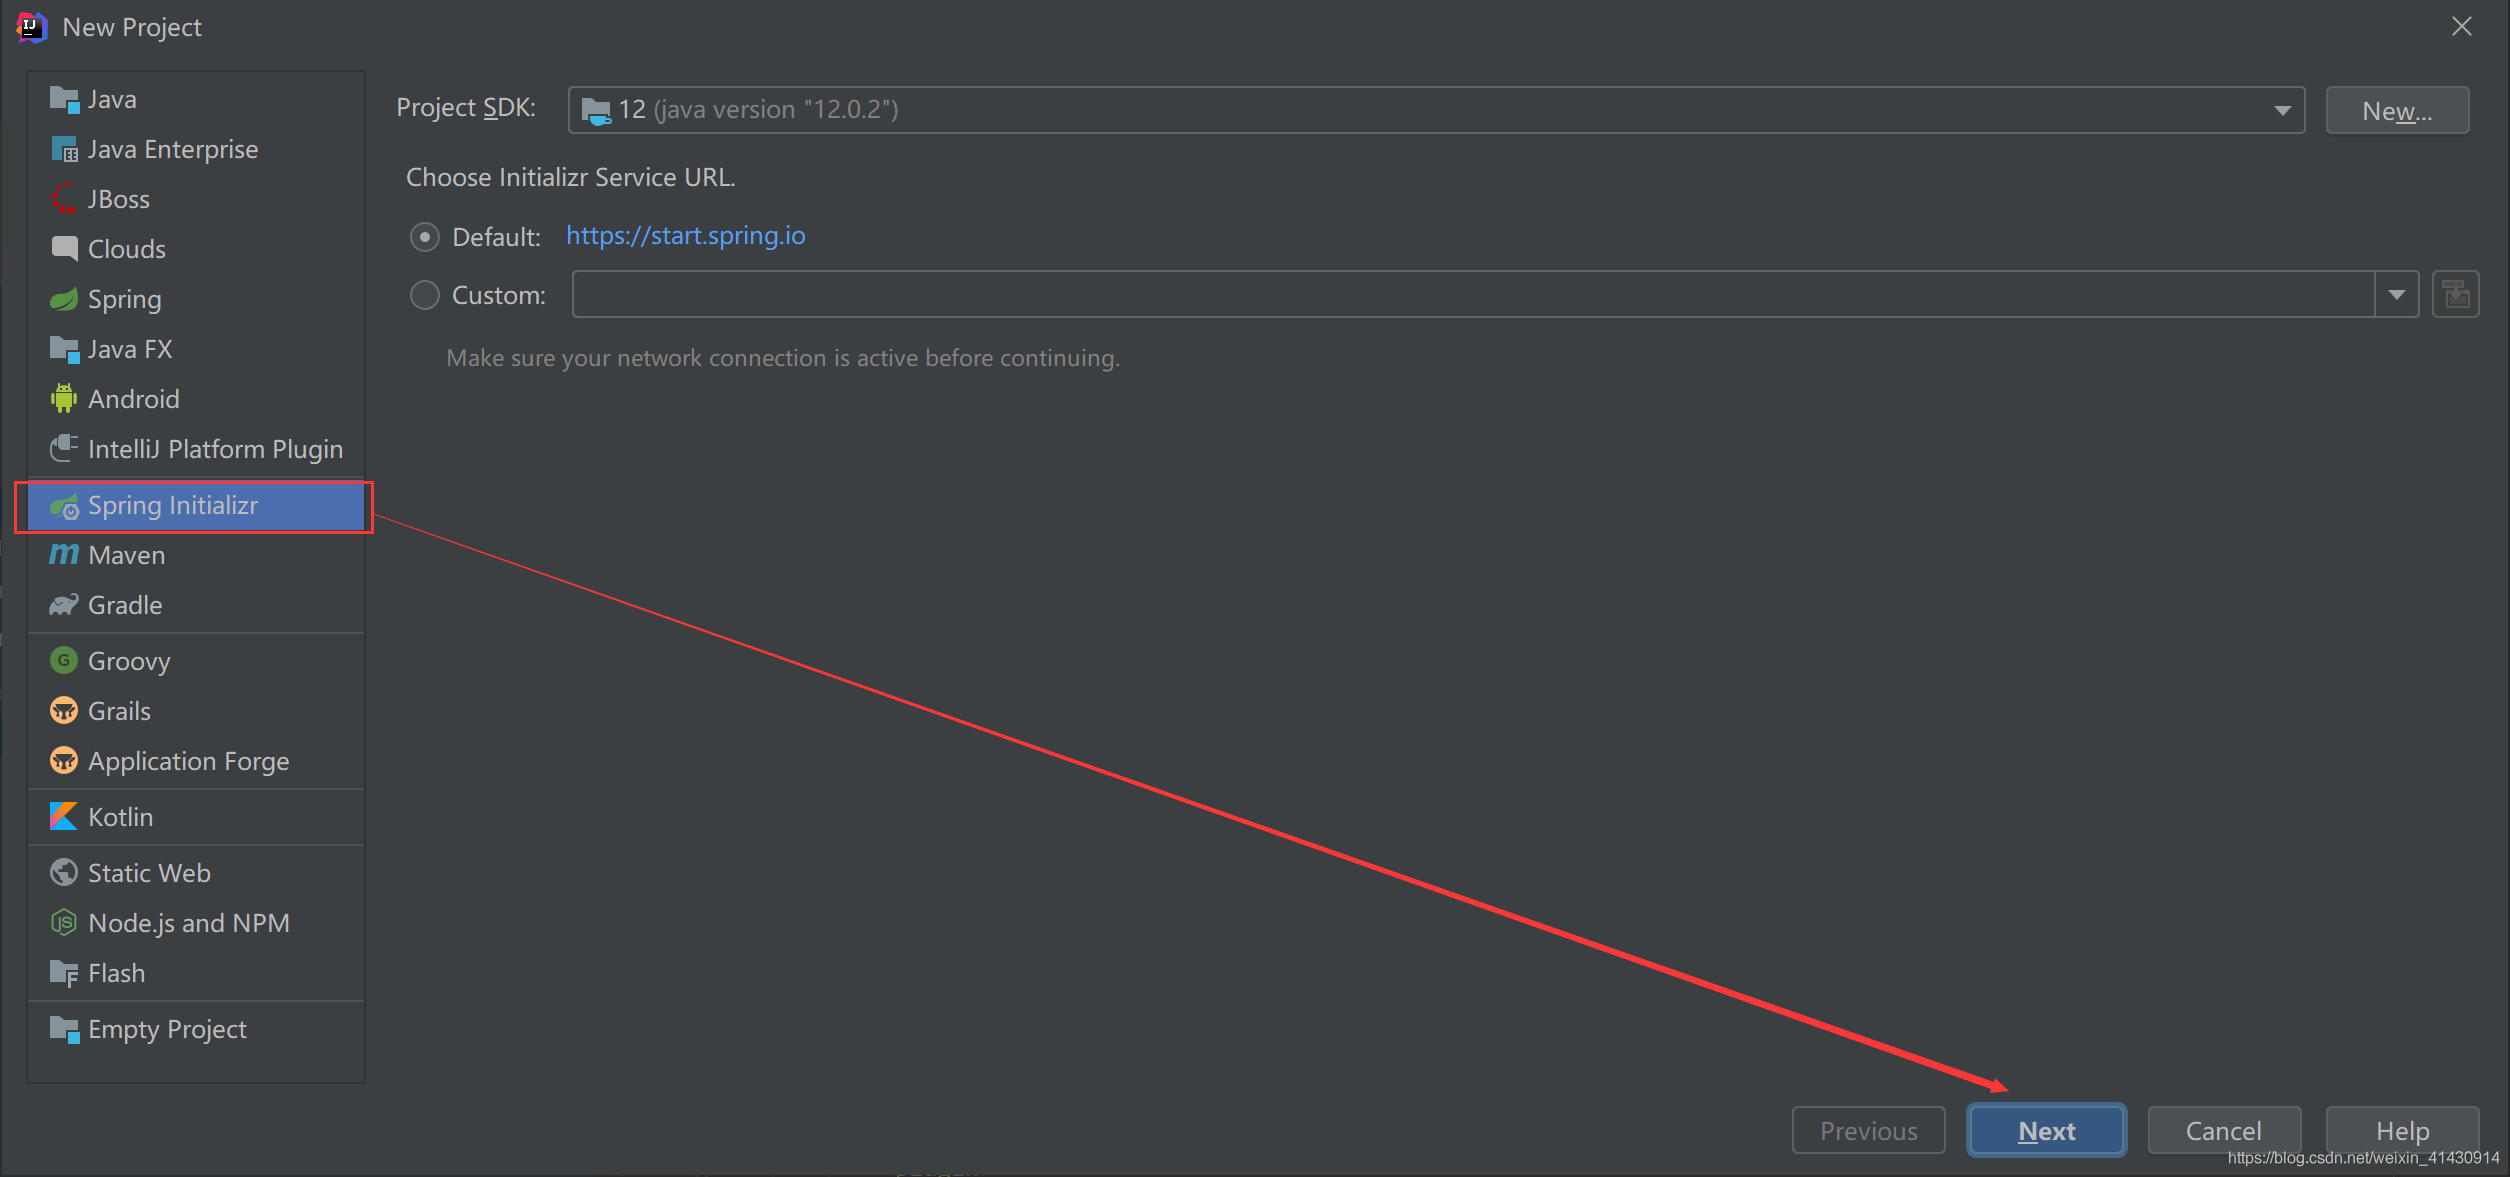 New Project
Java
Java Enterprise
JBoss
Clouds
Spring
Java FX
Android
IntelliJ Platform Plugin
Spring Initializr
Maven
Gradle
Groovy
Grails
Application Forge
Kotlin
Static Web
Node.js and NPM
Flash
Empty Project
Project SDK: 12 (java version "12.0.2") New...
Choose Initializr Service URL.
Default: https://start.spring.io
Custom:
Make sure your network connection is active before continuing.
Previous Next Cancel Help
https://blog.csdn.net/weixin_41430914